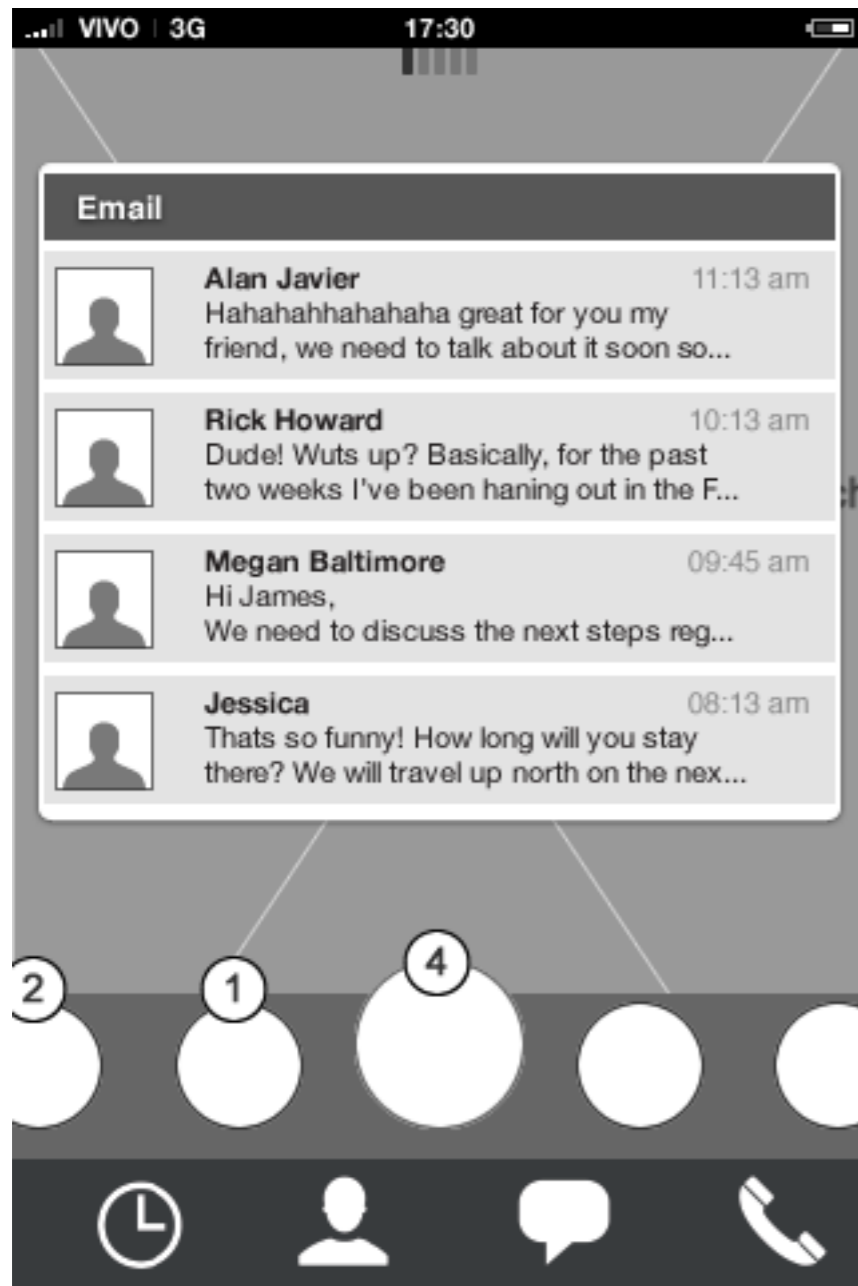 VIVO 3G 17:30
Email
Alan Javier 11:13 am
Hahahahhahahaha great for you my
friend, we need to talk about it soon so...
Rick Howard 10:13 am
Dude! Wuts up? Basically, for the past
two weeks I've been haning out in the F...
Megan Baltimore 09:45 am
Hi James,
We need to discuss the next steps reg...
Jessica 08:13 am
Thats so funny! How long will you stay
there? We will travel up north on the nex...
2 1 4